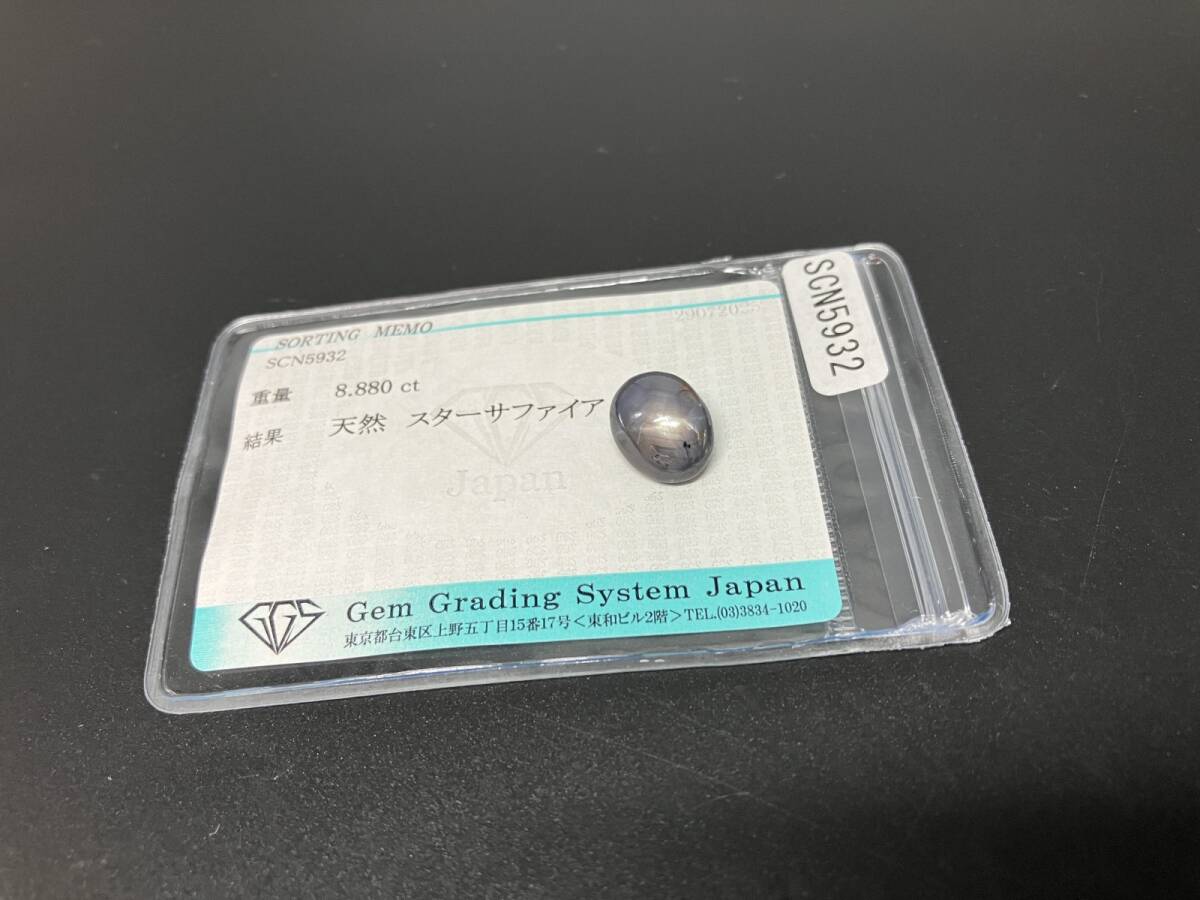 SORTING MEMO
SCN5932
重量 8.880 ct
結果 天然 スターサファイア
Japan
GGS
Gem Grading System Japan
東京都台東区上野五丁目15番17号<東和ビル2階>TEL.(03)3834-1020
SCN5932